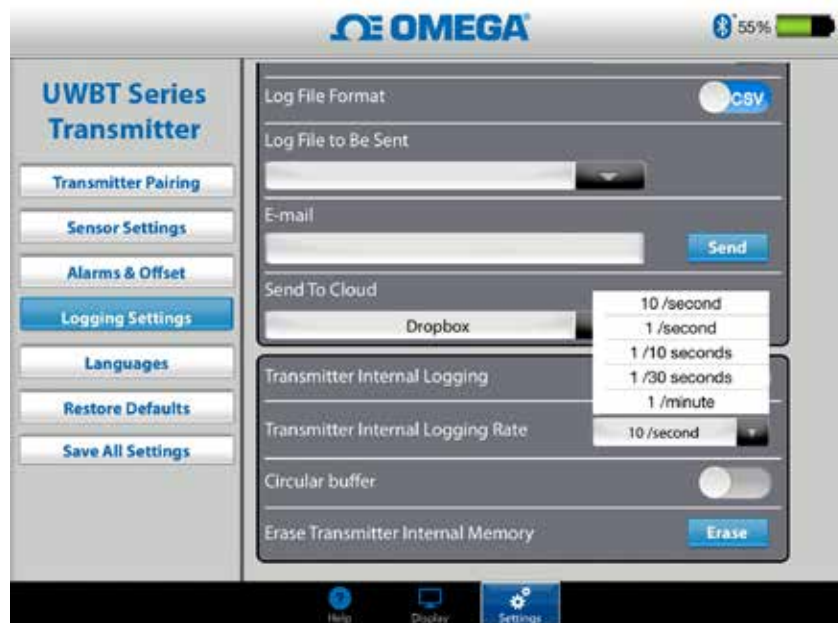 OMEGA
55%
UWBT Series
Transmitter
Transmitter Pairing
Sensor Settings
Alarms & Offset
Logging Settings
Languages
Restore Defaults
Save All Settings
Log File Format
CSV
Log File to Be Sent
E-mail
Send
Send To Cloud
Dropbox
10 /second
1 /second
1 /10 seconds
1 /30 seconds
1 /minute
Transmitter Internal Logging
Transmitter Internal Logging Rate
10 /second
Circular buffer
Erase Transmitter Internal Memory
Erase
Help
Display
Settings